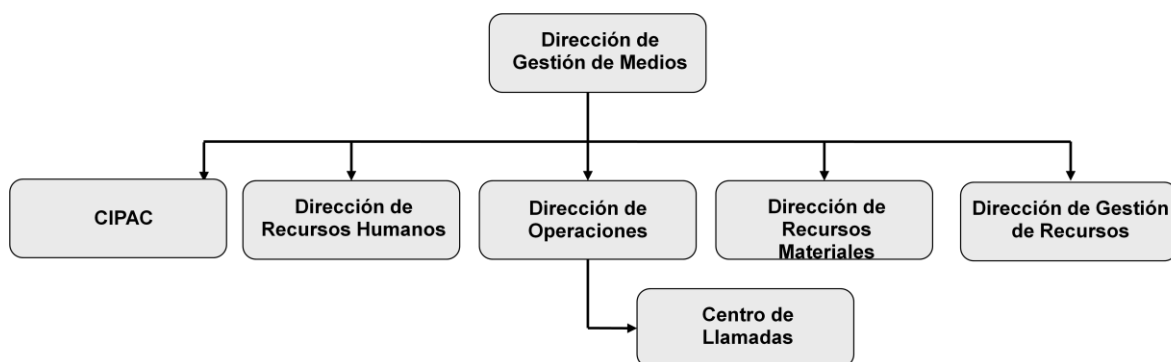 Dirección de
Gestión de Medios
CIPAC
Dirección de
Recursos Humanos
Dirección de
Operaciones
Dirección de
Recursos
Materiales
Dirección de Gestión
de Recursos
Centro de
Llamadas